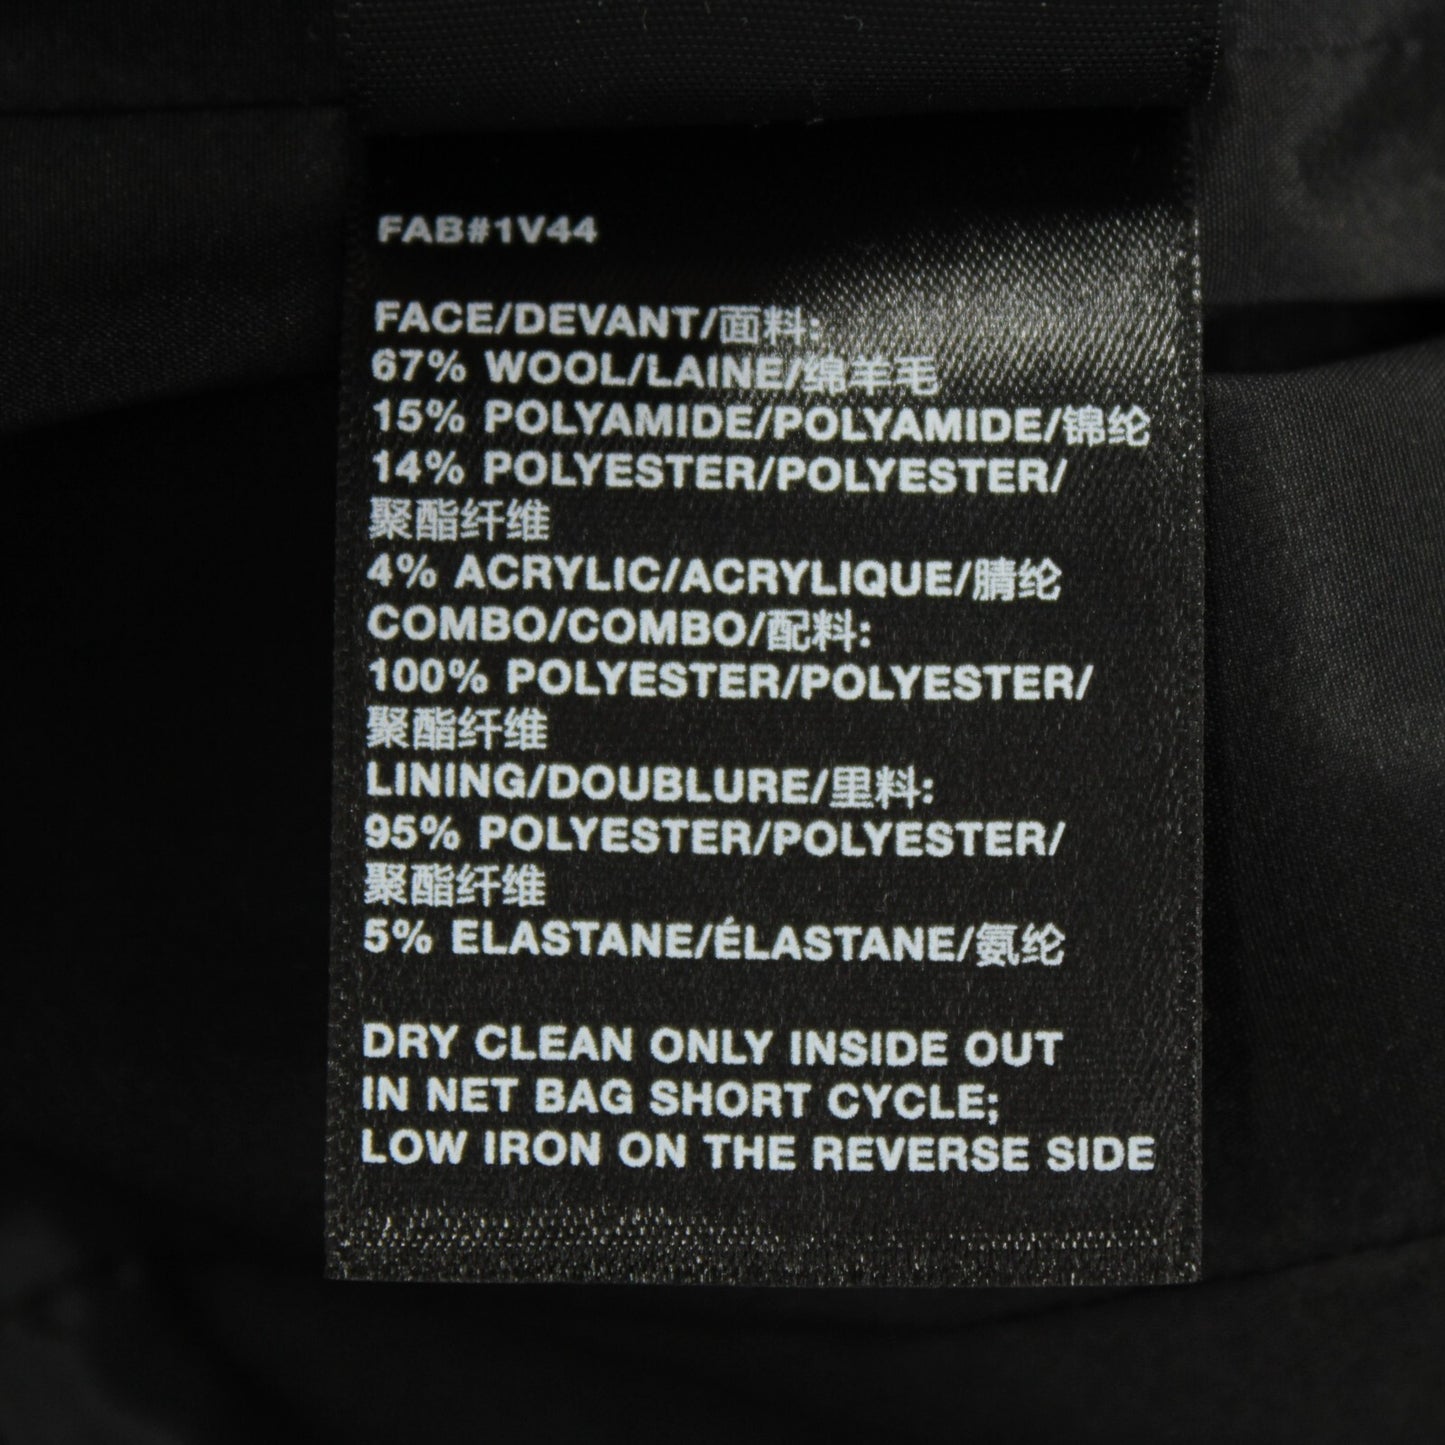 FAB#1V44
FACE/DEVANT/面料:
67% WOOL/LAINE/绵羊毛
15% POLYAMIDE/POLYAMIDE/锦纶
14% POLYESTER/POLYESTER/
聚酯纤维
4% ACRYLIC/ACRYLIQUE/腈纶
COMBO/COMBO/配料:
100% POLYESTER/POLYESTER/
聚酯纤维
LINING/DOUBLURE/里料:
95% POLYESTER/POLYESTER/
聚酯纤维
5% ELASTANE/ÉLASTANE/氨纶
DRY CLEAN ONLY INSIDE OUT
IN NET BAG SHORT CYCLE;
LOW IRON ON THE REVERSE SIDE